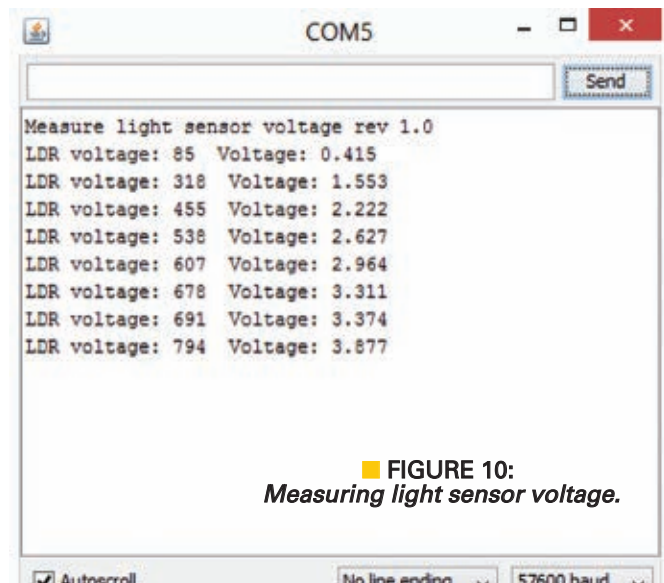 COM5
Send
Measure light sensor voltage rev 1.0
LDR voltage: 85 Voltage: 0.415
LDR voltage: 318 Voltage: 1.553
LDR voltage: 455 Voltage: 2.222
LDR voltage: 538 Voltage: 2.627
LDR voltage: 607 Voltage: 2.964
LDR voltage: 678 Voltage: 3.311
LDR voltage: 691 Voltage: 3.374
LDR voltage: 794 Voltage: 3.877
FIGURE 10:
Measuring light sensor voltage.
Autoscroll No line ending 57600 baud